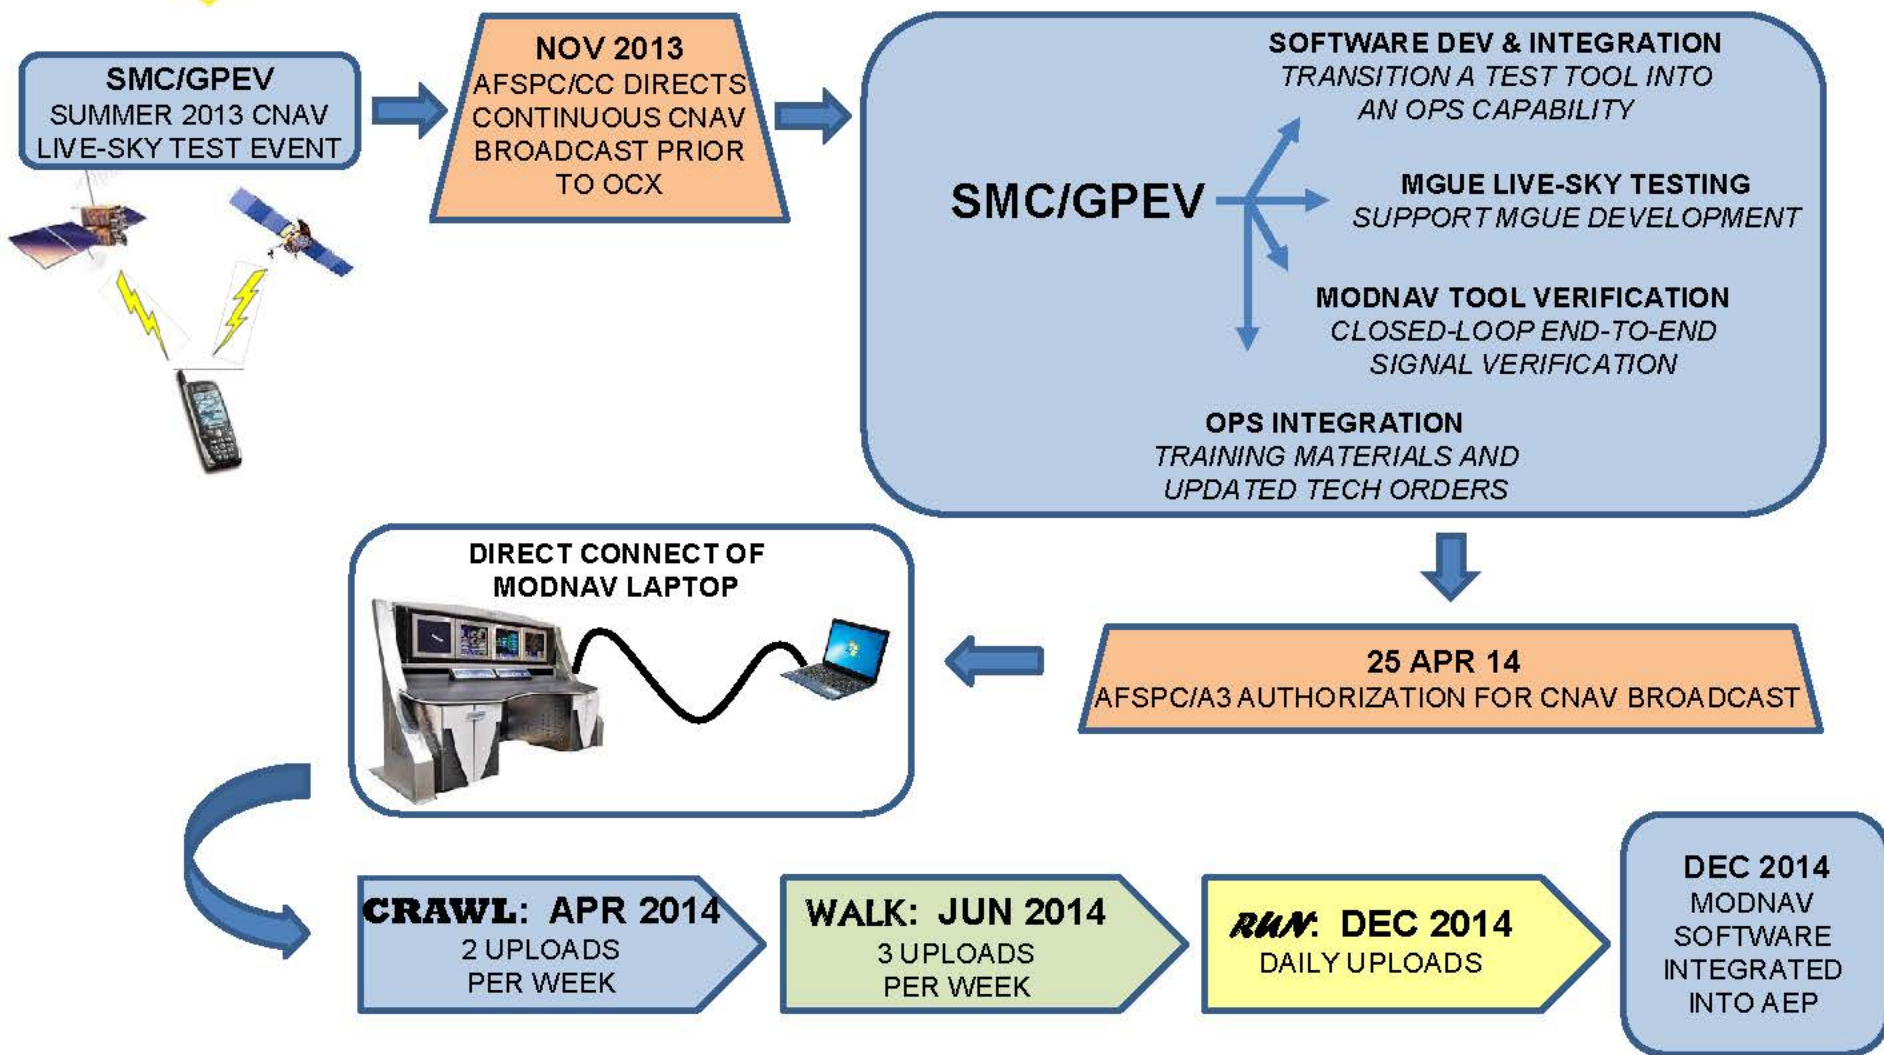 SMC/GPEV
SUMMER 2013 CNAV
LIVE-SKY TEST EVENT
NOV 2013
AFSPC/CC DIRECTS
CONTINUOUS CNAV
BROADCAST PRIOR
TO OCX
SMC/GPEV
SOFTWARE DEV & INTEGRATION
TRANSITION A TEST TOOL INTO
AN OPS CAPABILITY
MGUE LIVE-SKY TESTING
SUPPORT MGUE DEVELOPMENT
MODNAV TOOL VERIFICATION
CLOSED-LOOP END-TO-END
SIGNAL VERIFICATION
OPS INTEGRATION
TRAINING MATERIALS AND
UPDATED TECH ORDERS
25 APR 14
AFSPC/A3 AUTHORIZATION FOR CNAV BROADCAST
DIRECT CONNECT OF
MODNAV LAPTOP
CRAWL: APR 2014
2 UPLOADS
PER WEEK
WALK: JUN 2014
3 UPLOADS
PER WEEK
RUN: DEC 2014
DAILY UPLOADS
DEC 2014
MODNAV
SOFTWARE
INTEGRATED
INTO AEP